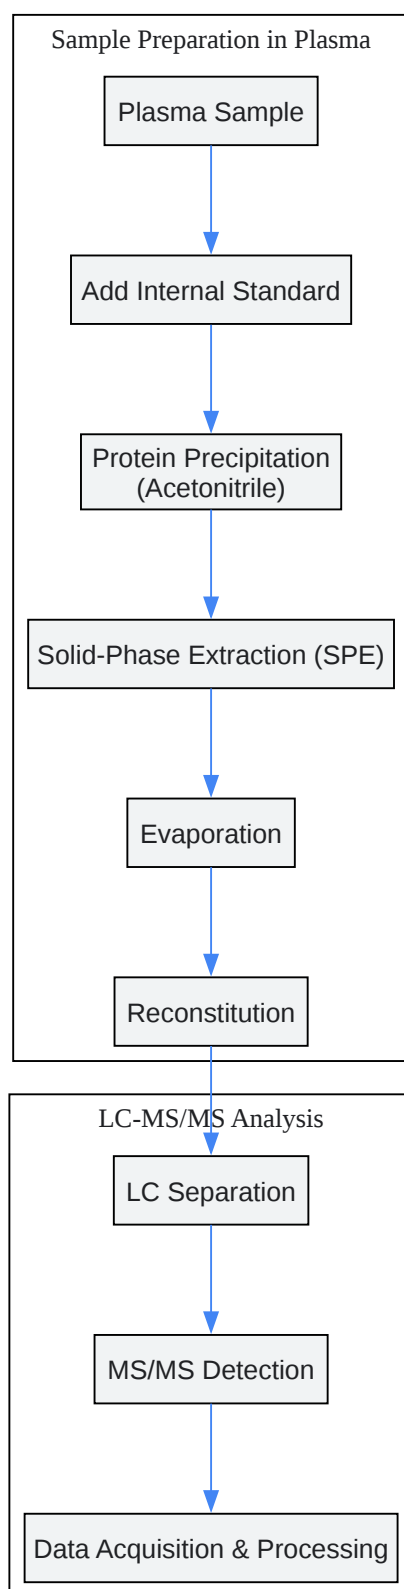 Sample Preparation in Plasma
Plasma Sample
Add Internal Standard
Protein Precipitation
(Acetonitrile)
Solid-Phase Extraction (SPE)
Evaporation
Reconstitution
LC-MS/MS Analysis
LC Separation
MS/MS Detection
Data Acquisition & Processing